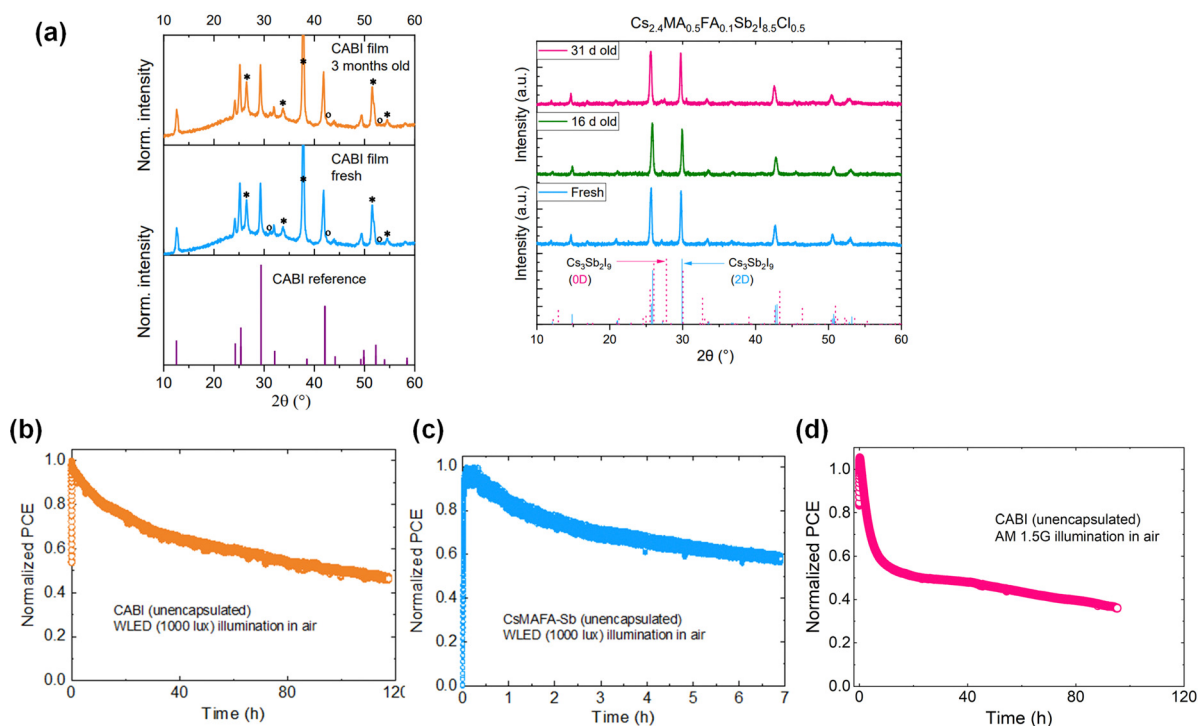 (a)
10 20 30 40 50 60
CABI film
3 months old
*
*
*
o
*
o
*
Norm. intensity
CABI film
fresh
*
o
*
*
o
*
o
*
Norm. intensity
CABI reference
10 20 30 40 50 60
2θ (°)
Cs2.4MA0.5FA0.1Sb2I8.5Cl0.5
31 d old
Intensity (a.u.)
16 d old
Intensity (a.u.)
Fresh
Intensity (a.u.)
Cs3Sb2I9
(0D)
Cs3Sb2I9
(2D)
10 20 30 40 50 60
2θ (°)
(b)
Normalized PCE
1.0
0.8
0.6
0.4
0.2
0.0
CABI (unencapsulated)
WLED (1000 lux) illumination in air
0 40 80 120
Time (h)
(c)
Normalized PCE
1.0
0.8
0.6
0.4
0.2
0.0
CsMAFA-Sb (unencapsulated)
WLED (1000 lux) illumination in air
0 1 2 3 4 5 6 7
Time (h)
(d)
Normalized PCE
1.0
0.8
0.6
0.4
0.2
0.0
CABI (unencapsulated)
AM 1.5G illumination in air
0 40 80 120
Time (h)